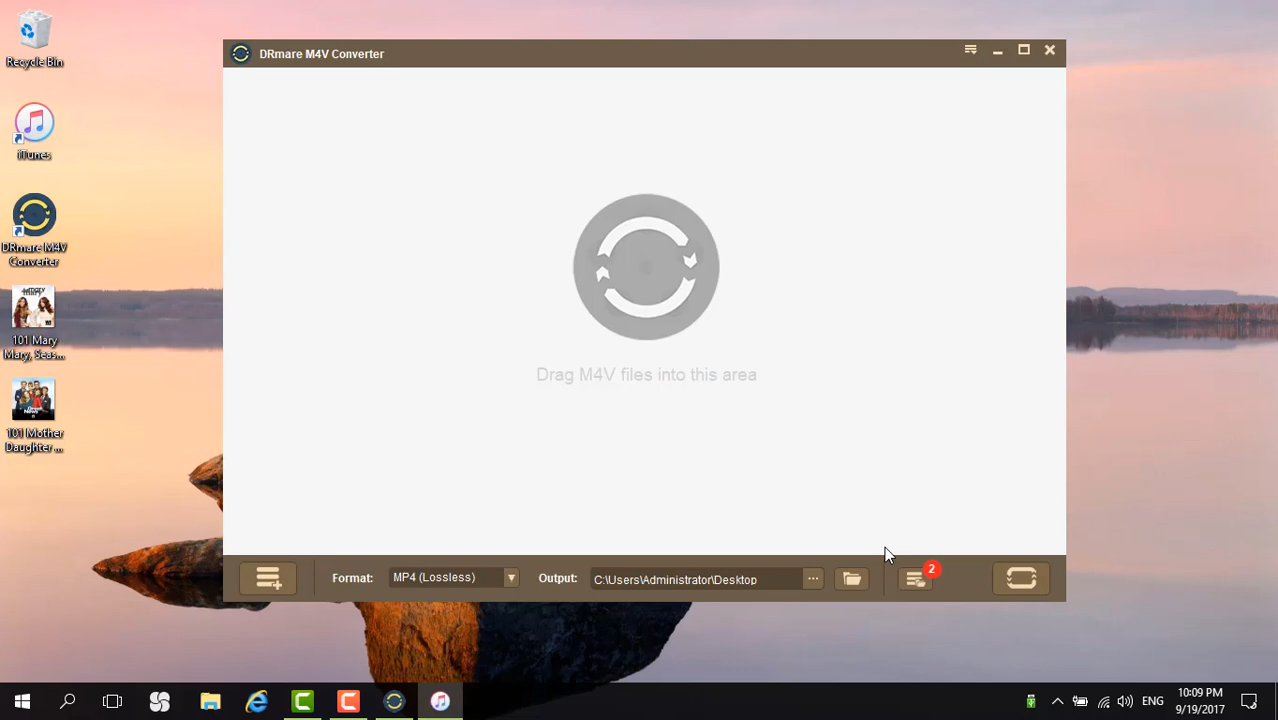 Recycle Bin
iTunes
DRmare M4V
Converter
101 Mary
Mary, Seas...
101 Mother
Daughter ...
DRmare M4V Converter
Drag M4V files into this area
Format:
MP4 (Lossless)
Output:
C:\Users\Administrator\Desktop
...
2
ENG
10:09 PM
9/19/2017